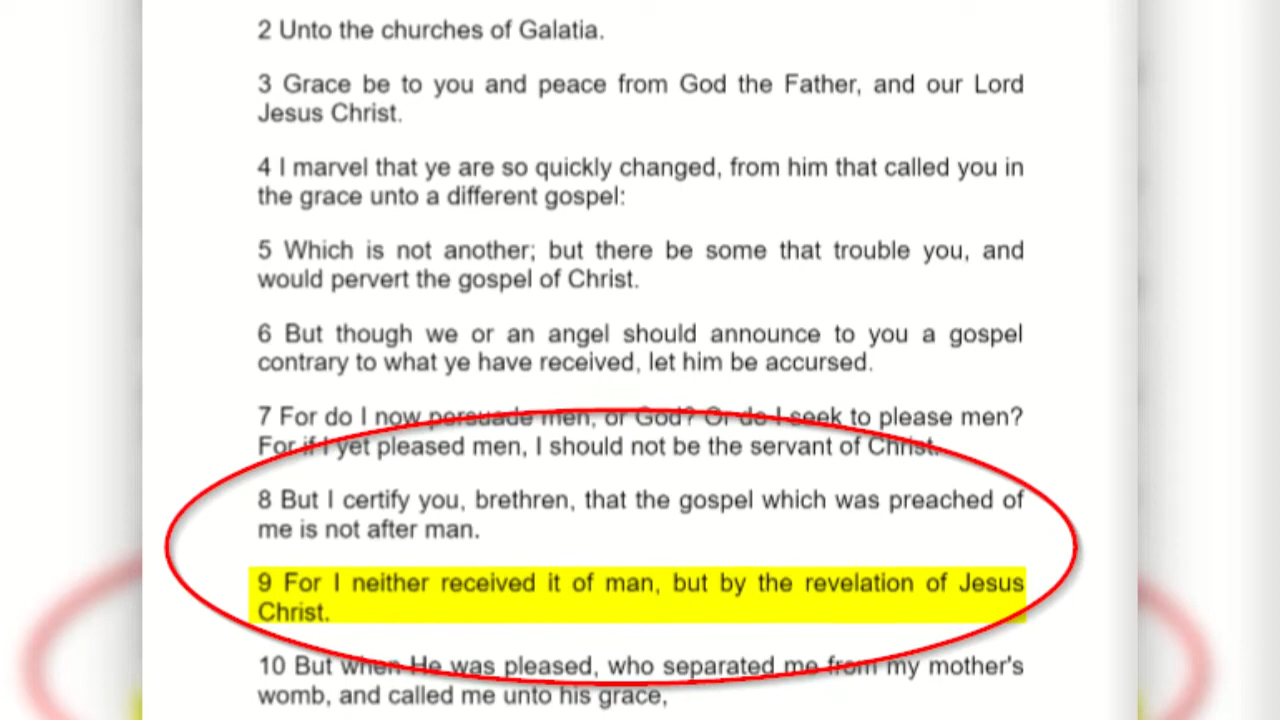 2 Unto the churches of Galatia.
3 Grace be to you and peace from God the Father, and our Lord
Jesus Christ.
4 I marvel that ye are so quickly changed, from him that called you in
the grace unto a different gospel:
5 Which is not another; but there be some that trouble you, and
would pervert the gospel of Christ.
6 But though we or an angel should announce to you a gospel
contrary to what ye have received, let him be accursed.
7 For do I now persuade men, or God? Or do I seek to please men?
For if I yet pleased men, I should not be the servant of Christ.
8 But I certify you, brethren, that the gospel which was preached of
me is not after man.
9 For I neither received it of man, but by the revelation of Jesus
Christ.
10 But when He was pleased, who separated me from my mother's
womb, and called me unto his grace,